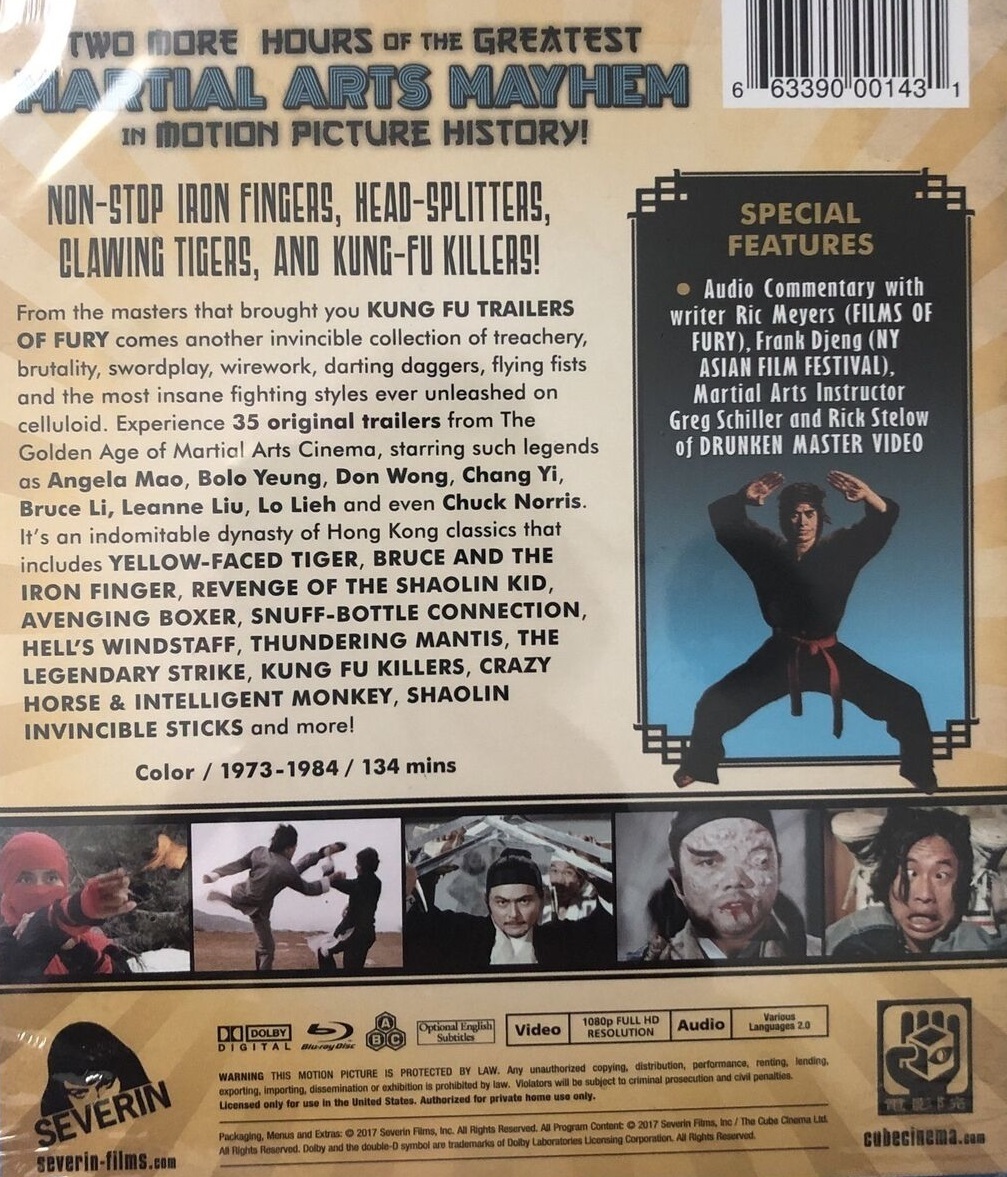 TWO MORE HOURS OF THE GREATEST
MARTIAL ARTS MAYHEM
IN MOTION PICTURE HISTORY!
6 63390 00143 1
NON-STOP IRON FINGERS, HEAD-SPLITTERS,
CLAWING TIGERS, AND KUNG-FU KILLERS!
From the masters that brought you KUNG FU TRAILERS
OF FURY comes another invincible collection of treachery,
brutality, swordplay, wirework, darting daggers, flying fists
and the most insane fighting styles ever unleashed on
celluloid. Experience 35 original trailers from The
Golden Age of Martial Arts Cinema, starring such legends
as Angela Mao, Bolo Yeung, Don Wong, Chang Yi,
Bruce Li, Leanne Liu, Lo Lieh and even Chuck Norris.
It's an indomitable dynasty of Hong Kong classics that
includes YELLOW-FACED TIGER, BRUCE AND THE
IRON FINGER, REVENGE OF THE SHAOLIN KID,
AVENGING BOXER, SNUFF-BOTTLE CONNECTION,
HELL'S WINDSTAFF, THUNDERING MANTIS, THE
LEGENDARY STRIKE, KUNG FU KILLERS, CRAZY
HORSE & INTELLIGENT MONKEY, SHAOLIN
INVINCIBLE STICKS and more!
Color / 1973-1984 / 134 mins
SPECIAL
FEATURES
• Audio Commentary with
writer Ric Meyers (FILMS OF
FURY), Frank Djeng (NY
ASIAN FILM FESTIVAL),
Martial Arts Instructor
Greg Schiller and Rick Stelow
of DRUNKEN MASTER VIDEO
SEVERIN
severin-films.com
DOLBY
DIGITAL
Blu-ray Disc
A
B C
Optional English
Subtitles
Video
1080p FULL HD
RESOLUTION
Audio
Various
Languages 2.0
WARNING THIS MOTION PICTURE IS PROTECTED BY LAW. Any unauthorized copying, distribution, performance, renting, lending,
exporting, importing, dissemination or exhibition is prohibited by law. Violators will be subject to criminal prosecution and civil penalties.
Licensed only for use in the United States. Authorized for private home use only.
Packaging, Menus and Extras: © 2017 Severin Films, Inc. All Rights Reserved. All Program Content: © 2017 Severin Films, Inc / The Cube Cinema Ltd.
All Rights Reserved. Dolby and the double-D symbol are trademarks of Dolby Laboratories Licensing Corporation. All Rights Reserved.
cubecinema.com